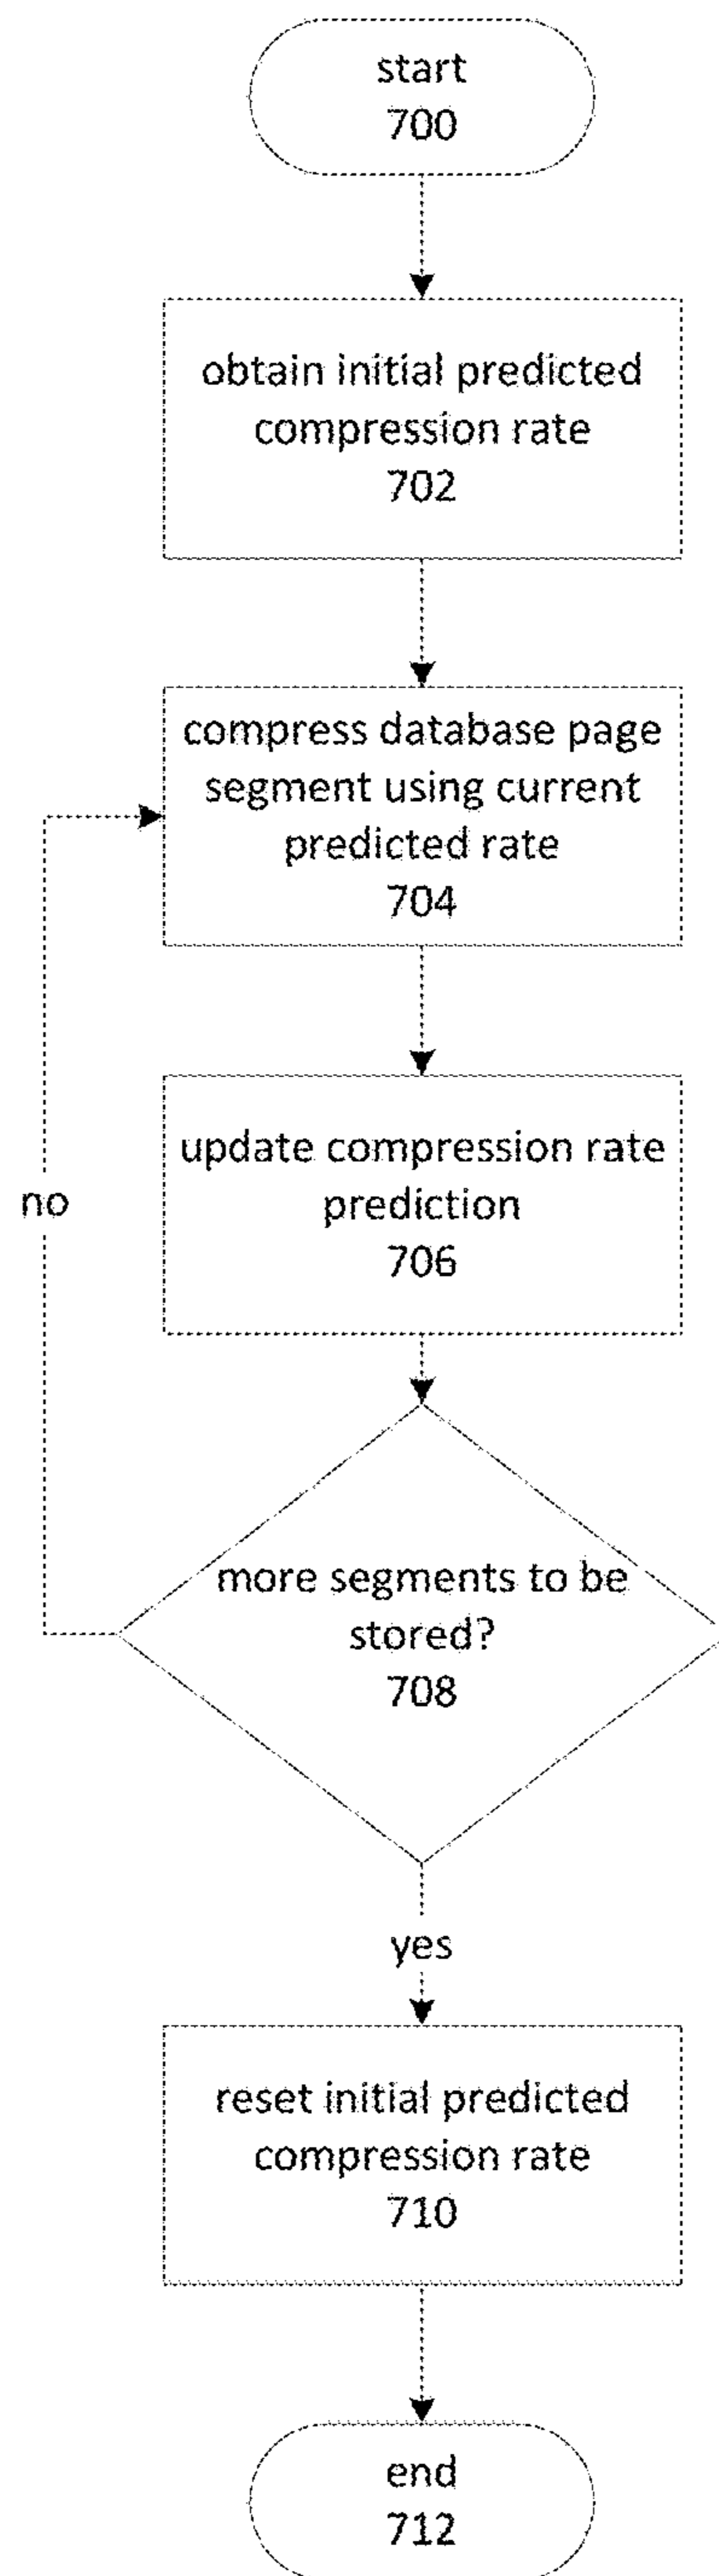 start
700
obtain initial predicted
compression rate
702
compress database page
segment using current
predicted rate
704
update compression rate
prediction
706
no
more segments to be
stored?
708
yes
reset initial predicted
compression rate
710
end
712